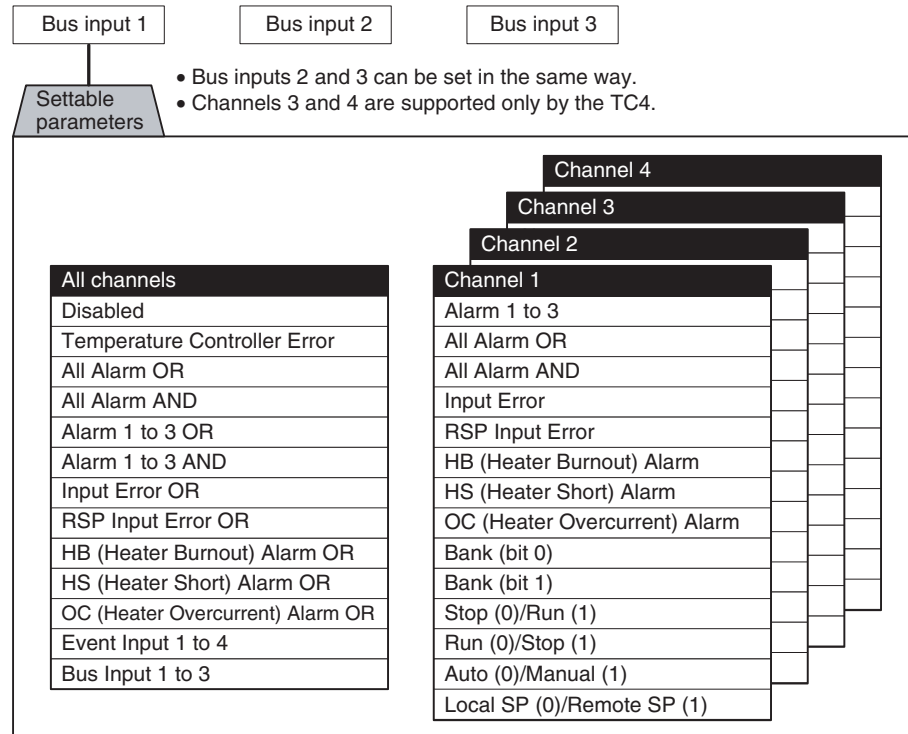 Bus input 1
Bus input 2
Bus input 3
• Bus inputs 2 and 3 can be set in the same way.
• Channels 3 and 4 are supported only by the TC4.
Settable
parameters
Channel 4
Channel 3
Channel 2
All channels
Disabled
Temperature Controller Error
All Alarm OR
All Alarm AND
Alarm 1 to 3 OR
Alarm 1 to 3 AND
Input Error OR
RSP Input Error OR
HB (Heater Burnout) Alarm OR
HS (Heater Short) Alarm OR
OC (Heater Overcurrent) Alarm OR
Event Input 1 to 4
Bus Input 1 to 3
Channel 1
Alarm 1 to 3
All Alarm OR
All Alarm AND
Input Error
RSP Input Error
HB (Heater Burnout) Alarm
HS (Heater Short) Alarm
OC (Heater Overcurrent) Alarm
Bank (bit 0)
Bank (bit 1)
Stop (0)/Run (1)
Run (0)/Stop (1)
Auto (0)/Manual (1)
Local SP (0)/Remote SP (1)